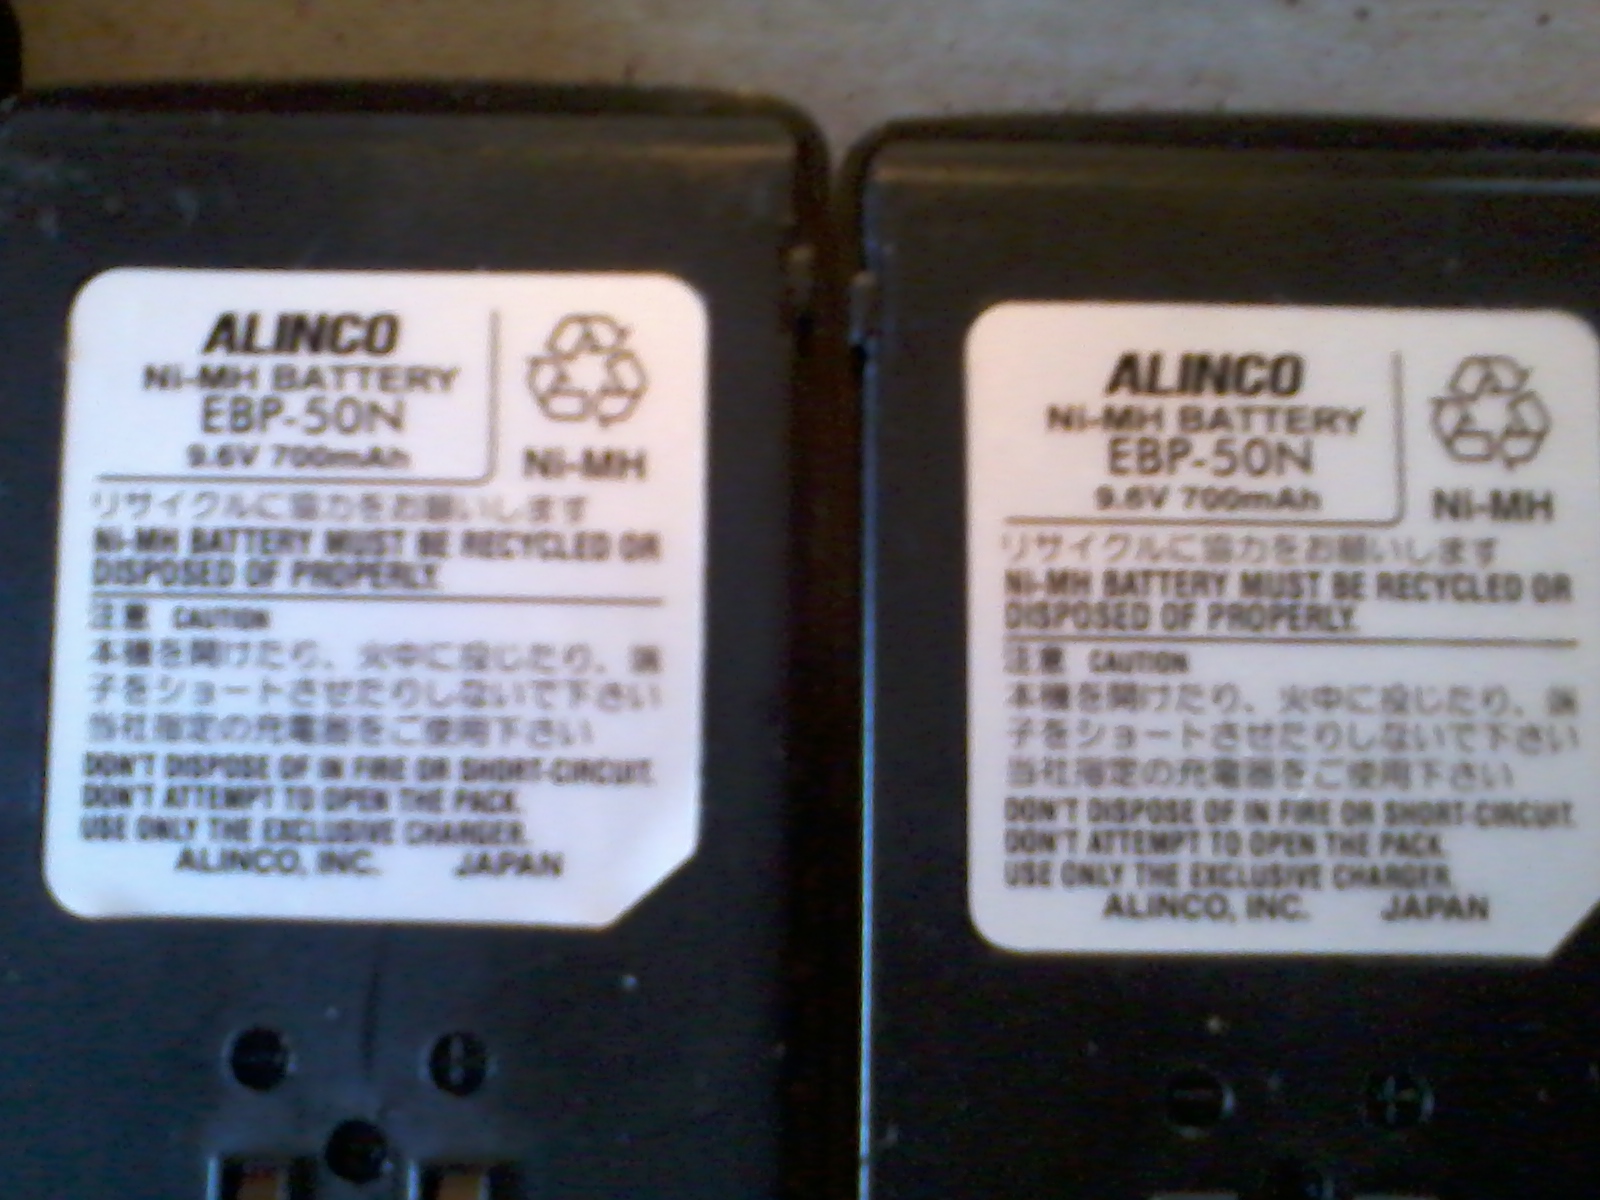 ALINCO
Ni-MH BATTERY
EBP-50N
9.6V 700mAh
Ni-MH
リサイクルに協力をお願いします
Ni-MH BATTERY MUST BE RECYCLED OR
DISPOSED OF PROPERLY.
注意 CAUTION
本機を開けたり、火中に投じたり、端
子をショートさせたりしないで下さい
当社指定の充電器をご使用下さい
DON'T DISPOSE OF IN FIRE OR SHORT-CIRCUIT.
DON'T ATTEMPT TO OPEN THE PACK.
USE ONLY THE EXCLUSIVE CHARGER.
ALINCO, INC. JAPAN
ALINCO
Ni-MH BATTERY
EBP-50N
9.6V 700mAh
Ni-MH
リサイクルに協力をお願いします
Ni-MH BATTERY MUST BE RECYCLED OR
DISPOSED OF PROPERLY.
注意 CAUTION
本機を開けたり、火中に投じたり、端
子をショートさせたりしないで下さい
当社指定の充電器をご使用下さい
DON'T DISPOSE OF IN FIRE OR SHORT-CIRCUIT.
DON'T ATTEMPT TO OPEN THE PACK.
USE ONLY THE EXCLUSIVE CHARGER.
ALINCO, INC. JAPAN